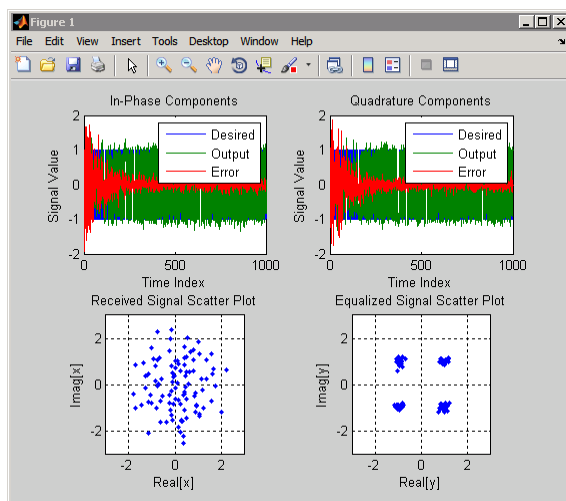 Figure 1
File Edit View Insert Tools Desktop Window Help
In-Phase Components
Signal Value
2
1
0
-1
-2
Desired
Output
Error
0 500 1000
Time Index
Quadrature Components
Signal Value
2
1
0
-1
-2
Desired
Output
Error
0 500 1000
Time Index
Received Signal Scatter Plot
Imag[x]
2
0
-2
-2 0 2
Real[x]
Equalized Signal Scatter Plot
Imag[y]
2
0
-2
-2 0 2
Real[y]